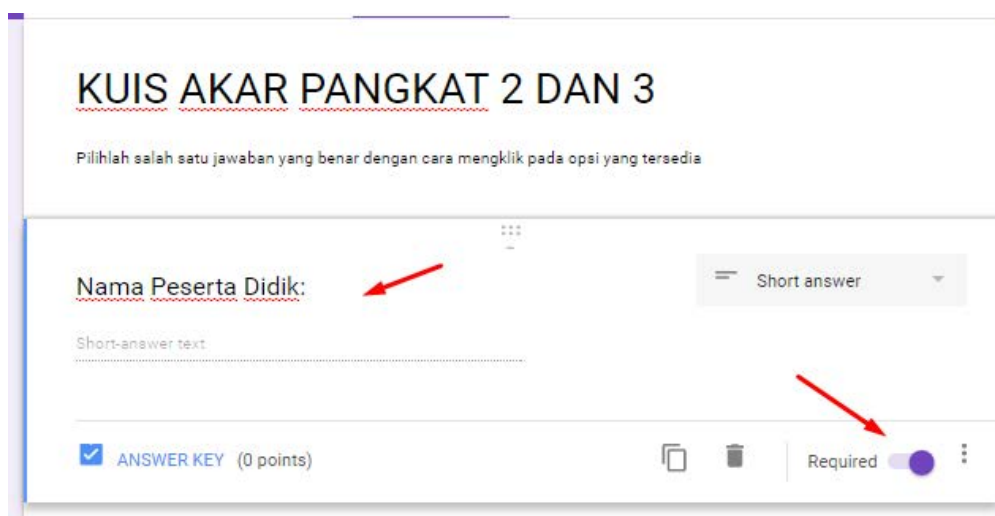 KUIS AKAR PANGKAT 2 DAN 3
Pilihlah salah satu jawaban yang benar dengan cara mengklik pada opsi yang tersedia
Nama Peserta Didik:
Short answer
Short-answer text
ANSWER KEY (0 points)
Required